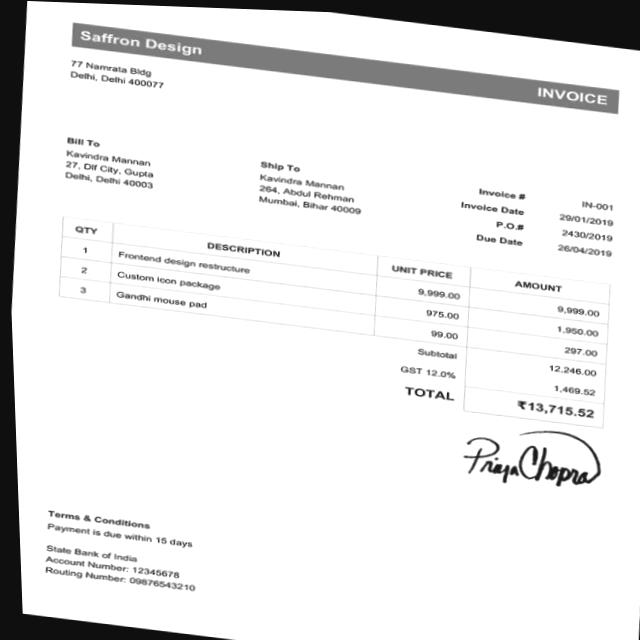 Saffron Design
INVOICE
77 Namrata Bldg
Delhi, Delhi 400077
Bill To
Kavindra Mannan
27, Dlf City, Gupta
Delhi, Delhi 40003
Ship To
Kavindra Mannan
264, Abdul Rehman
Mumbai, Bihar 40009
Invoice # IN-001
Invoice Date 29/01/2019
P.O.# 2430/2019
Due Date 26/04/2019
QTY DESCRIPTION UNIT PRICE AMOUNT
1 Frontend design restructure 9,999.00 9,999.00
2 Custom icon package 975.00 1,950.00
3 Gandhi mouse pad 99.00 297.00
Subtotal 12.246.00
GST 12.0% 1,469.52
TOTAL ₹13,715.52
Priya Chopra
Terms & Conditions
Payment is due within 15 days
State Bank of India
Account Number: 12345678
Routing Number: 09876543210